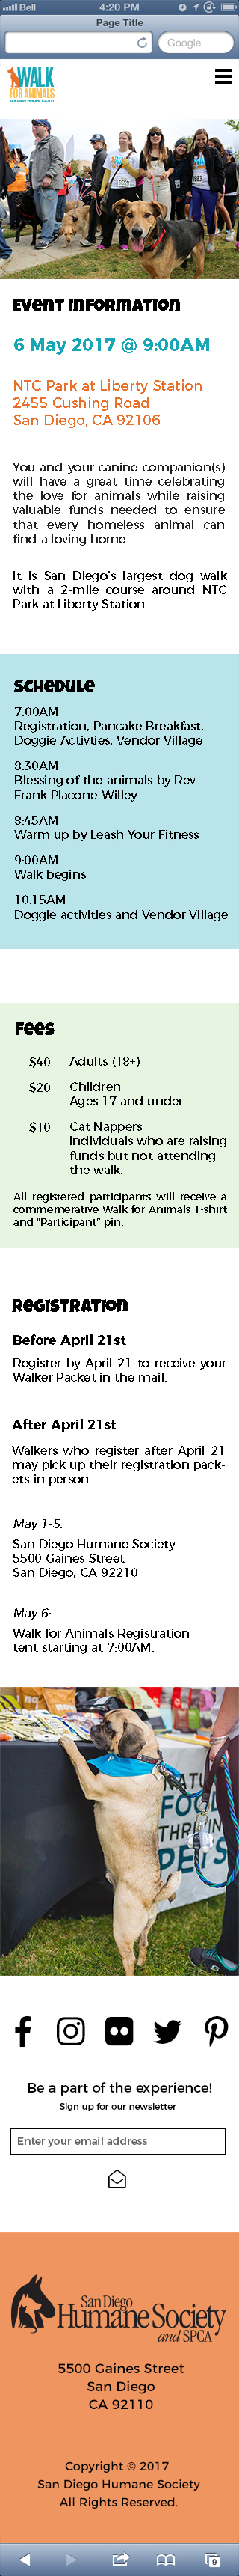 Bell 4:20 PM
Page Title
Google
WALK
FOR ANIMALS
SAN DIEGO HUMANE SOCIETY
Event Information
6 May 2017 @ 9:00AM
NTC Park at Liberty Station
2455 Cushing Road
San Diego, CA 92106
You and your canine companion(s)
will have a great time celebrating
the love for animals while raising
valuable funds needed to ensure
that every homeless animal can
find a loving home.
It is San Diego's largest dog walk
with a 2-mile course around NTC
Park at Liberty Station.
Schedule
7:00AM
Registration, Pancake Breakfast,
Doggie Activties, Vendor Village
8:30AM
Blessing of the animals by Rev.
Frank Placone-Willey
8:45AM
Warm up by Leash Your Fitness
9:00AM
Walk begins
10:15AM
Doggie activities and Vendor Village
Fees
$40 Adults (18+)
$20 Children
Ages 17 and under
$10 Cat Nappers
Individuals who are raising
funds but not attending
the walk.
All registered participants will receive a
commemerative Walk for Animals T-shirt
and "Participant" pin.
Registration
Before April 21st
Register by April 21 to receive your
Walker Packet in the mail.
After April 21st
Walkers who register after April 21
may pick up their registration pack-
ets in person.
May 1-5:
San Diego Humane Society
5500 Gaines Street
San Diego, CA 92210
May 6:
Walk for Animals Registration
tent starting at 7:00AM.
NATU
FOO
THRIVIN
PETS
Be a part of the experience!
Sign up for our newsletter
Enter your email address
San Diego
Humane Society
and SPCA
5500 Gaines Street
San Diego
CA 92110
Copyright © 2017
San Diego Humane Society
All Rights Reserved.
9